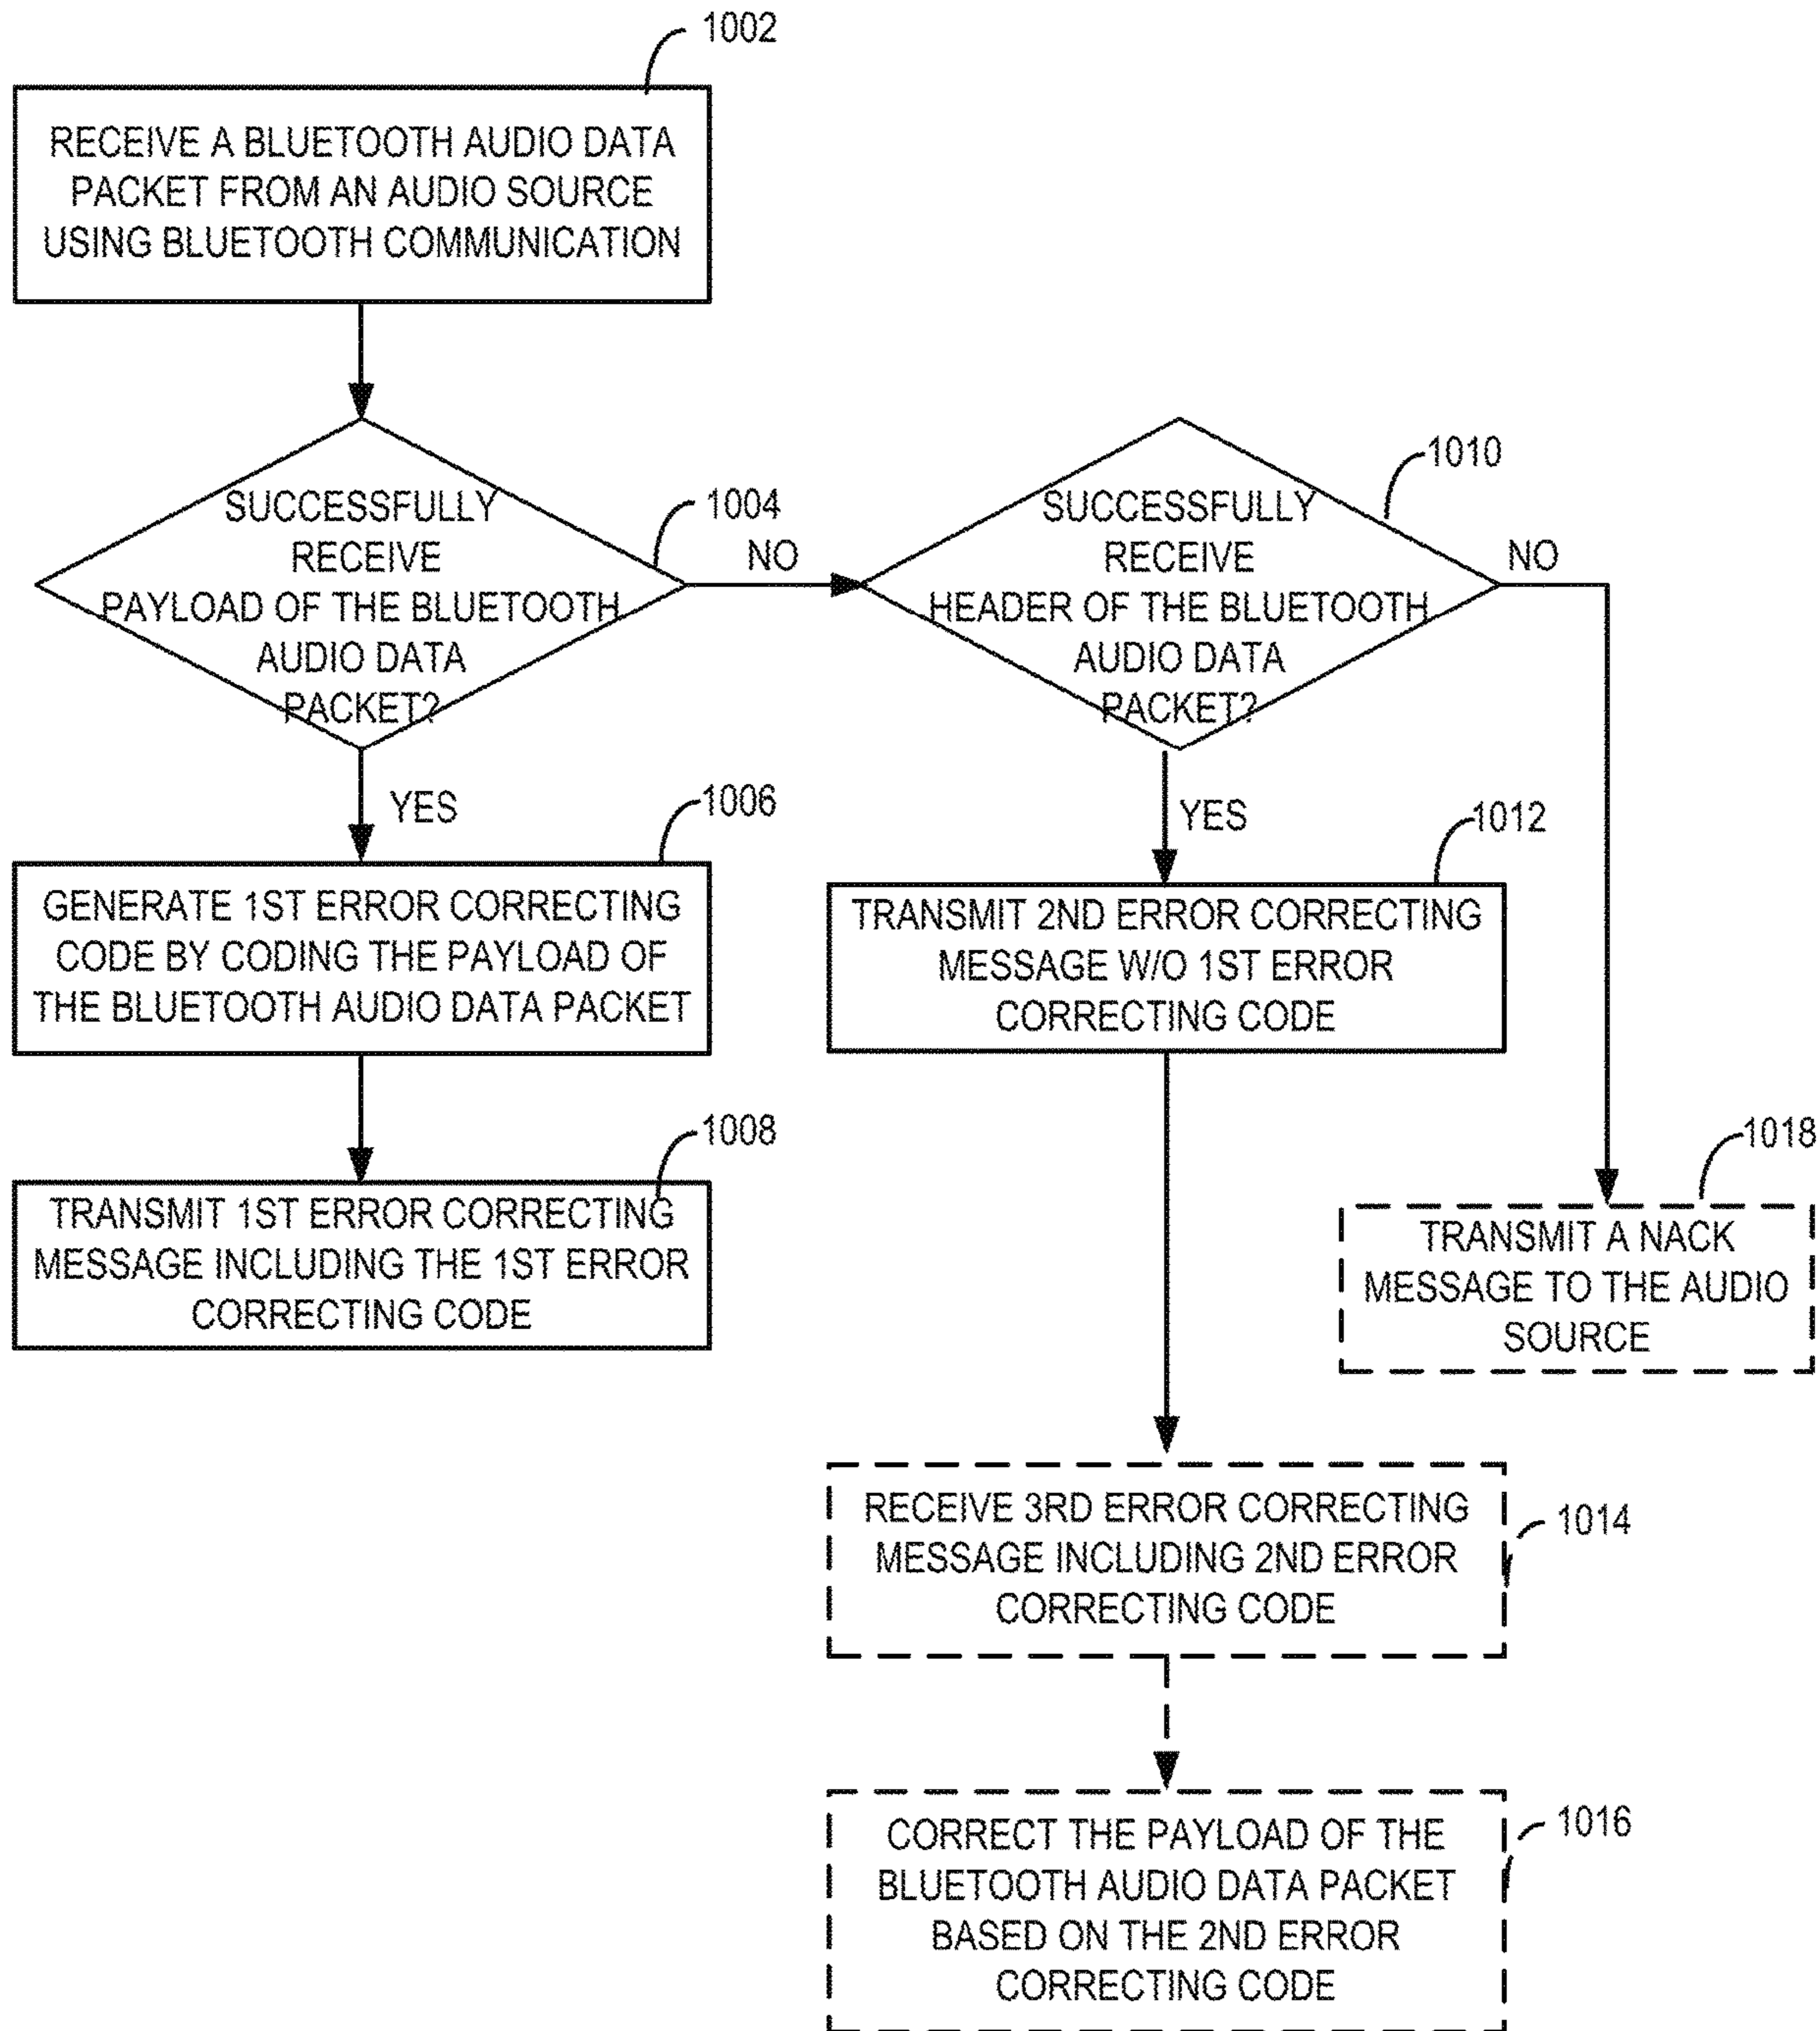 1002
RECEIVE A BLUETOOTH AUDIO DATA
PACKET FROM AN AUDIO SOURCE
USING BLUETOOTH COMMUNICATION
1004
SUCCESSFULLY
RECEIVE
PAYLOAD OF THE BLUETOOTH
AUDIO DATA
PACKET?
NO
YES
1006
GENERATE 1ST ERROR CORRECTING
CODE BY CODING THE PAYLOAD OF
THE BLUETOOTH AUDIO DATA PACKET
1008
TRANSMIT 1ST ERROR CORRECTING
MESSAGE INCLUDING THE 1ST ERROR
CORRECTING CODE
1010
SUCCESSFULLY
RECEIVE
HEADER OF THE BLUETOOTH
AUDIO DATA
PACKET?
NO
YES
1012
TRANSMIT 2ND ERROR CORRECTING
MESSAGE W/O 1ST ERROR
CORRECTING CODE
1018
TRANSMIT A NACK
MESSAGE TO THE AUDIO
SOURCE
RECEIVE 3RD ERROR CORRECTING
MESSAGE INCLUDING 2ND ERROR
CORRECTING CODE
1014
CORRECT THE PAYLOAD OF THE
BLUETOOTH AUDIO DATA PACKET
BASED ON THE 2ND ERROR
CORRECTING CODE
1016